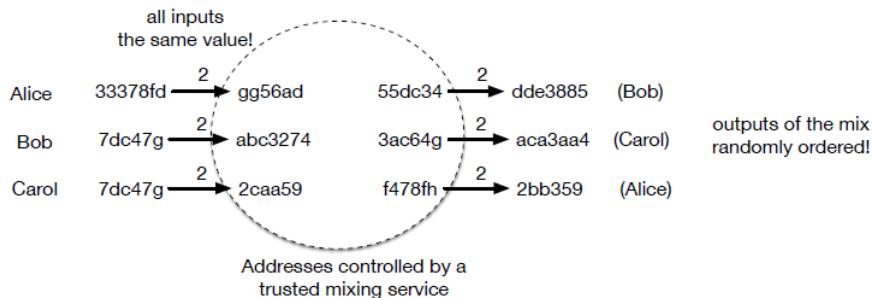 all inputs
the same value!
Alice 33378fd 2 gg56ad 55dc34 2 dde3885 (Bob)
Bob 7dc47g 2 abc3274 3ac64g 2 aca3aa4 (Carol)
Carol 7dc47g 2 2caa59 f478fh 2 2bb359 (Alice)
outputs of the mix
randomly ordered!
Addresses controlled by a
trusted mixing service